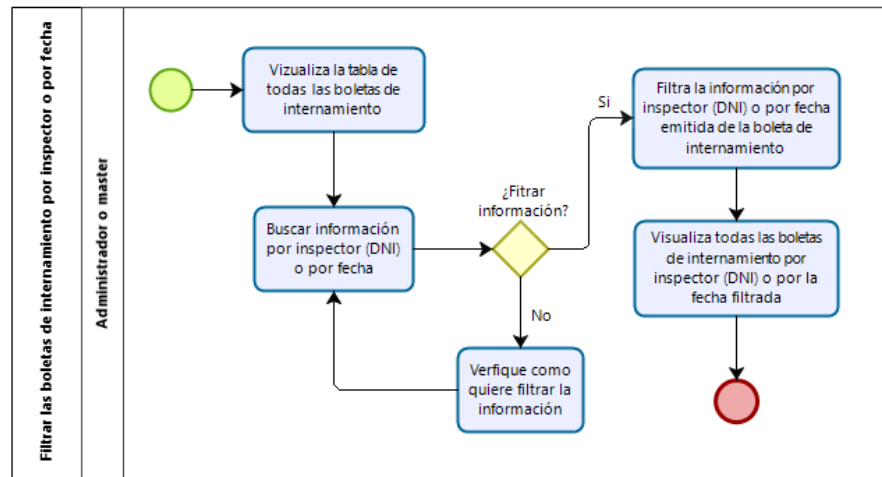 Filtrar las boletas de internamiento por inspector o por fecha
Administrador o master
Vizualiza la tabla de
todas las boletas de
internamiento
Buscar información
por inspector (DNI)
o por fecha
¿Fitrar
información?
Si
No
Verfique como
quiere filtrar la
información
Filtra la información por
inspector (DNI) o por fecha
emitida de la boleta de
internamiento
Visualiza todas las boletas
de internamiento por
inspector (DNI) o por la
fecha filtrada